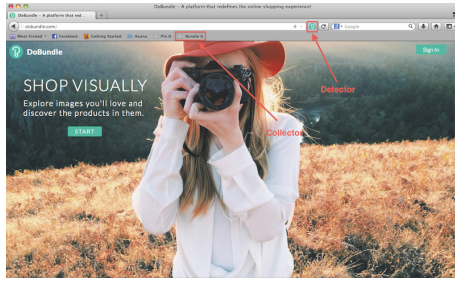 DoBundle - A platform that redefines the online shopping experience!
DoBundle - A platform that red...
dobundle.com/
Google
Most Visited
Facebook
Getting Started
Asana
Pin It
Bundle It
DoBundle
Sign In
Detector
SHOP VISUALLY
Explore images you'll love and
discover the products in them.
START
Collector